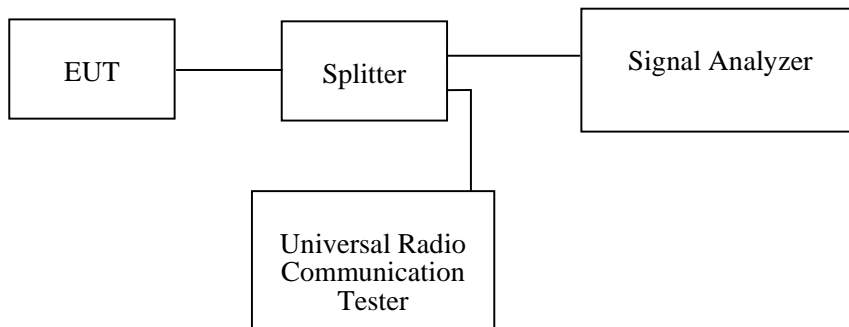 EUT
Splitter
Signal Analyzer
Universal Radio
Communication
Tester